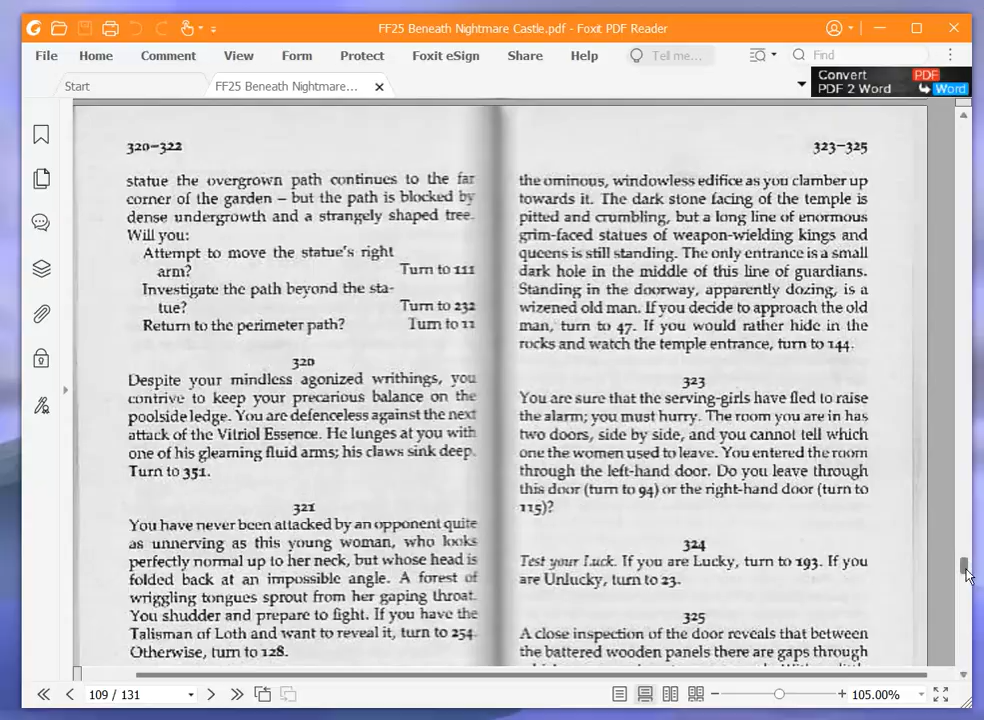 FF25 Beneath Nightmare Castle.pdf - Foxit PDF Reader
File Home Comment View Form Protect Foxit eSign Share Help Tell me... Find
Start FF25 Beneath Nightmare... Convert PDF
PDF 2 Word Word
320–322
statue the overgrown path continues to the far
corner of the garden – but the path is blocked by
dense undergrowth and a strangely shaped tree.
Will you:
Attempt to move the statue's right
arm? Turn to 111
Investigate the path beyond the sta-
tue? Turn to 232
Return to the perimeter path? Turn to 11
320
Despite your mindless agonized writhings, you
contrive to keep your precarious balance on the
poolside ledge. You are defenceless against the next
attack of the Vitriol Essence. He lunges at you with
one of his gleaming fluid arms; his claws sink deep.
Turn to 351.
321
You have never been attacked by an opponent quite
as unnerving as this young woman, who looks
perfectly normal up to her neck, but whose head is
folded back at an impossible angle. A forest of
wriggling tongues sprout from her gaping throat.
You shudder and prepare to fight. If you have the
Talisman of Loth and want to reveal it, turn to 254.
Otherwise, turn to 128.
323–325
the ominous, windowless edifice as you clamber up
towards it. The dark stone facing of the temple is
pitted and crumbling, but a long line of enormous
grim-faced statues of weapon-wielding kings and
queens is still standing. The only entrance is a small
dark hole in the middle of this line of guardians.
Standing in the doorway, apparently dozing, is a
wizened old man. If you decide to approach the old
man, turn to 47. If you would rather hide in the
rocks and watch the temple entrance, turn to 144.
323
You are sure that the serving-girls have fled to raise
the alarm; you must hurry. The room you are in has
two doors, side by side, and you cannot tell which
one the women used to leave. You entered the room
through the left-hand door. Do you leave through
this door (turn to 94) or the right-hand door (turn to
115)?
324
Test your Luck. If you are Lucky, turn to 193. If you
are Unlucky, turn to 23.
325
A close inspection of the door reveals that between
the battered wooden panels there are gaps through
109 / 131 105.00%